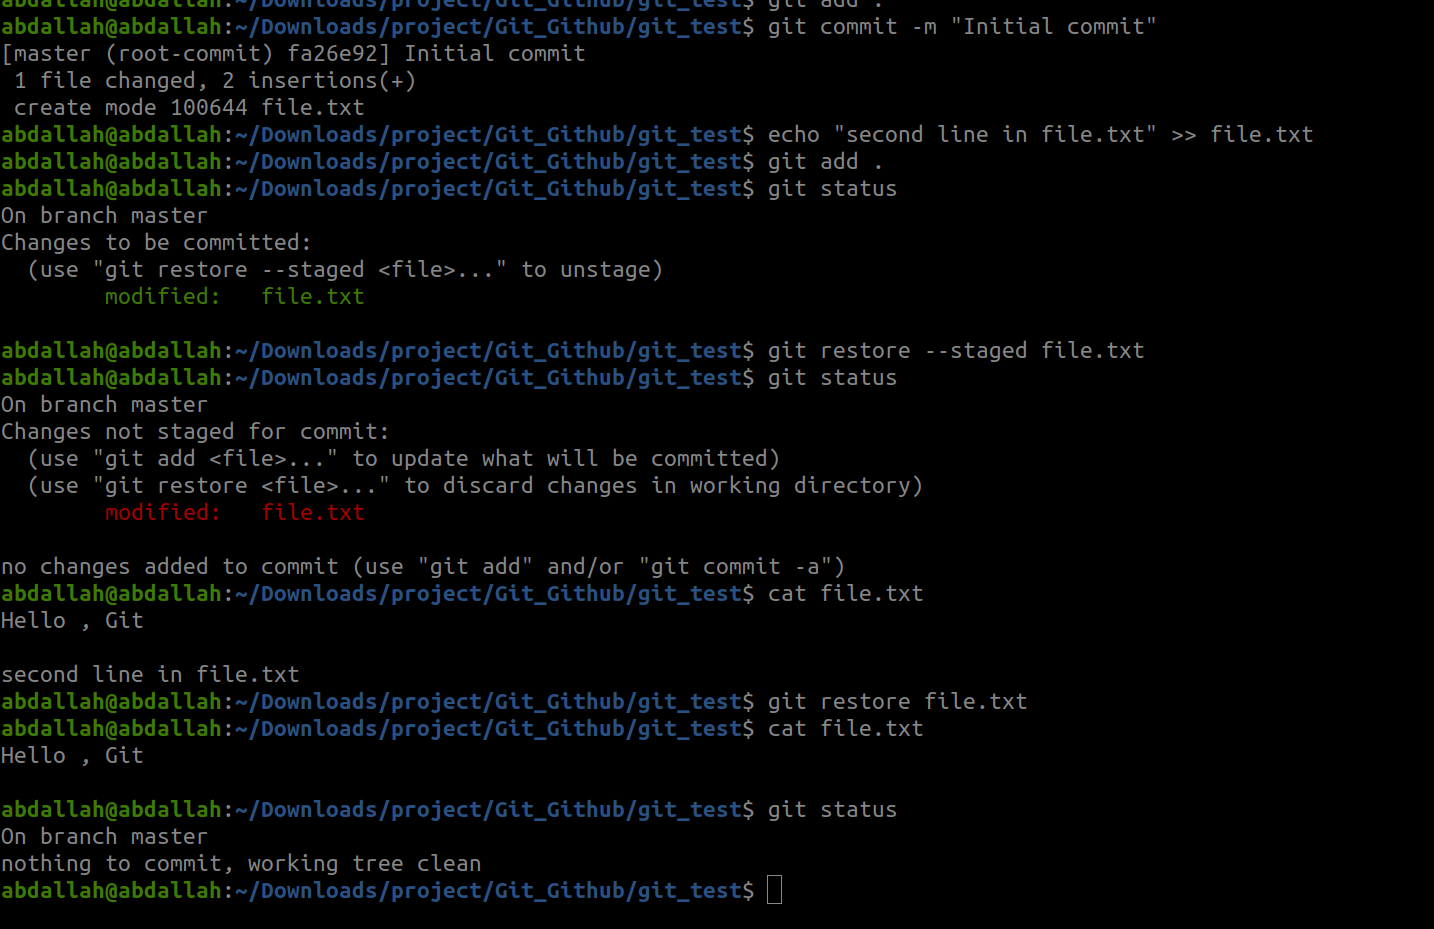 abdallah@abdallah:~/Downloads/project/Git_Github/git_test$ git add .
abdallah@abdallah:~/Downloads/project/Git_Github/git_test$ git commit -m "Initial commit"
[master (root-commit) fa26e92] Initial commit
 1 file changed, 2 insertions(+)
 create mode 100644 file.txt
abdallah@abdallah:~/Downloads/project/Git_Github/git_test$ echo "second line in file.txt" >> file.txt
abdallah@abdallah:~/Downloads/project/Git_Github/git_test$ git add .
abdallah@abdallah:~/Downloads/project/Git_Github/git_test$ git status
On branch master
Changes to be committed:
  (use "git restore --staged <file>..." to unstage)
        modified:   file.txt

abdallah@abdallah:~/Downloads/project/Git_Github/git_test$ git restore --staged file.txt
abdallah@abdallah:~/Downloads/project/Git_Github/git_test$ git status
On branch master
Changes not staged for commit:
  (use "git add <file>..." to update what will be committed)
  (use "git restore <file>..." to discard changes in working directory)
        modified:   file.txt

no changes added to commit (use "git add" and/or "git commit -a")
abdallah@abdallah:~/Downloads/project/Git_Github/git_test$ cat file.txt
Hello , Git

second line in file.txt
abdallah@abdallah:~/Downloads/project/Git_Github/git_test$ git restore file.txt
abdallah@abdallah:~/Downloads/project/Git_Github/git_test$ cat file.txt
Hello , Git

abdallah@abdallah:~/Downloads/project/Git_Github/git_test$ git status
On branch master
nothing to commit, working tree clean
abdallah@abdallah:~/Downloads/project/Git_Github/git_test$